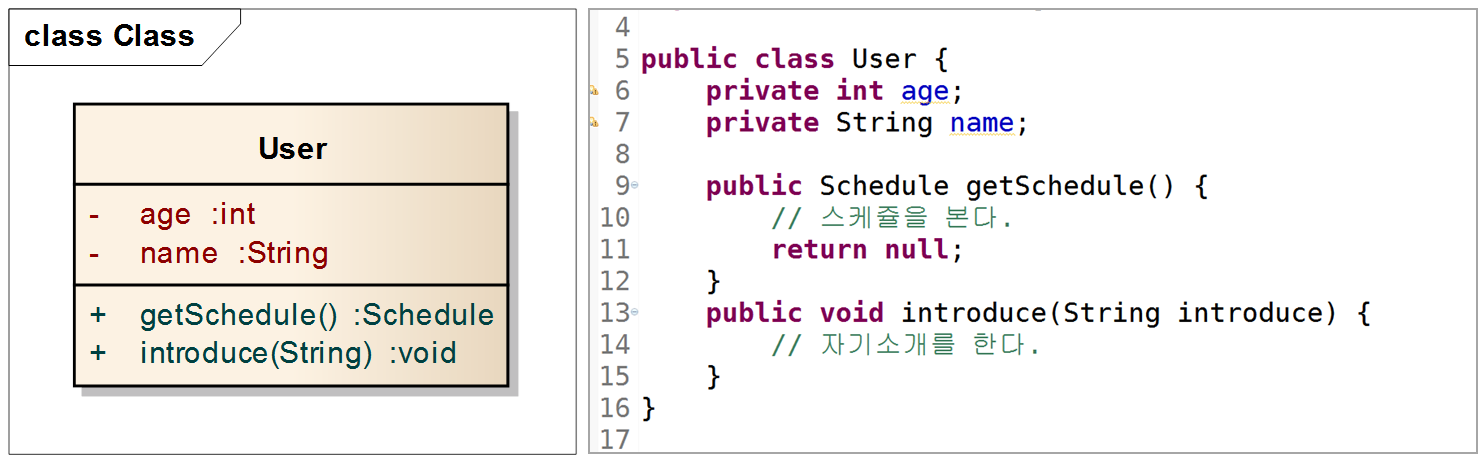 class Class
User
- age :int
- name :String
+ getSchedule() :Schedule
+ introduce(String) :void
4
5 public class User {
6 private int age;
7 private String name;
8
9 public Schedule getSchedule() {
10 // 스케쥴을 본다.
11 return null;
12 }
13 public void introduce(String introduce) {
14 // 자기소개를 한다.
15 }
16 }
17